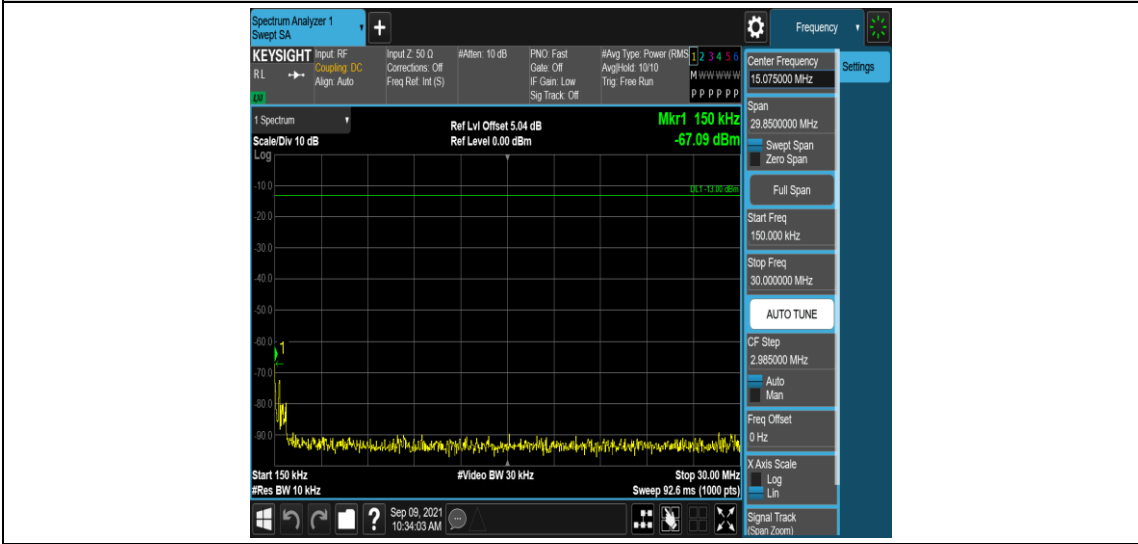 Spectrum Analyzer 1
Swept SA
+
Frequency
KEYSIGHT
RL
LXI
Input: RF
Coupling: DC
Align: Auto
Input Z: 50 Ω
Corrections: Off
Freq Ref: Int (S)
#Atten: 10 dB
PNO: Fast
Gate: Off
IF Gain: Low
Sig Track: Off
#Avg Type: Power (RMS
Avg|Hold: 10/10
Trig: Free Run
1 2 3 4 5 6
M W W W W W
P P P P P P
1 Spectrum
Scale/Div 10 dB
Log
Ref Lvl Offset 5.04 dB
Ref Level 0.00 dBm
Mkr1 150 kHz
-67.09 dBm
DL1 -13.00 dBm
-10.0
-20.0
-30.0
-40.0
-50.0
-60.0
1
-70.0
-80.0
-90.0
Start 150 kHz
#Res BW 10 kHz
#Video BW 30 kHz
Stop 30.00 MHz
Sweep 92.6 ms (1000 pts)
?
Sep 09, 2021
10:34:03 AM
Center Frequency
15.075000 MHz
Settings
Span
29.8500000 MHz
Swept Span
Zero Span
Full Span
Start Freq
150.000 kHz
Stop Freq
30.000000 MHz
AUTO TUNE
CF Step
2.985000 MHz
Auto
Man
Freq Offset
0 Hz
X Axis Scale
Log
Lin
Signal Track
(Span Zoom)